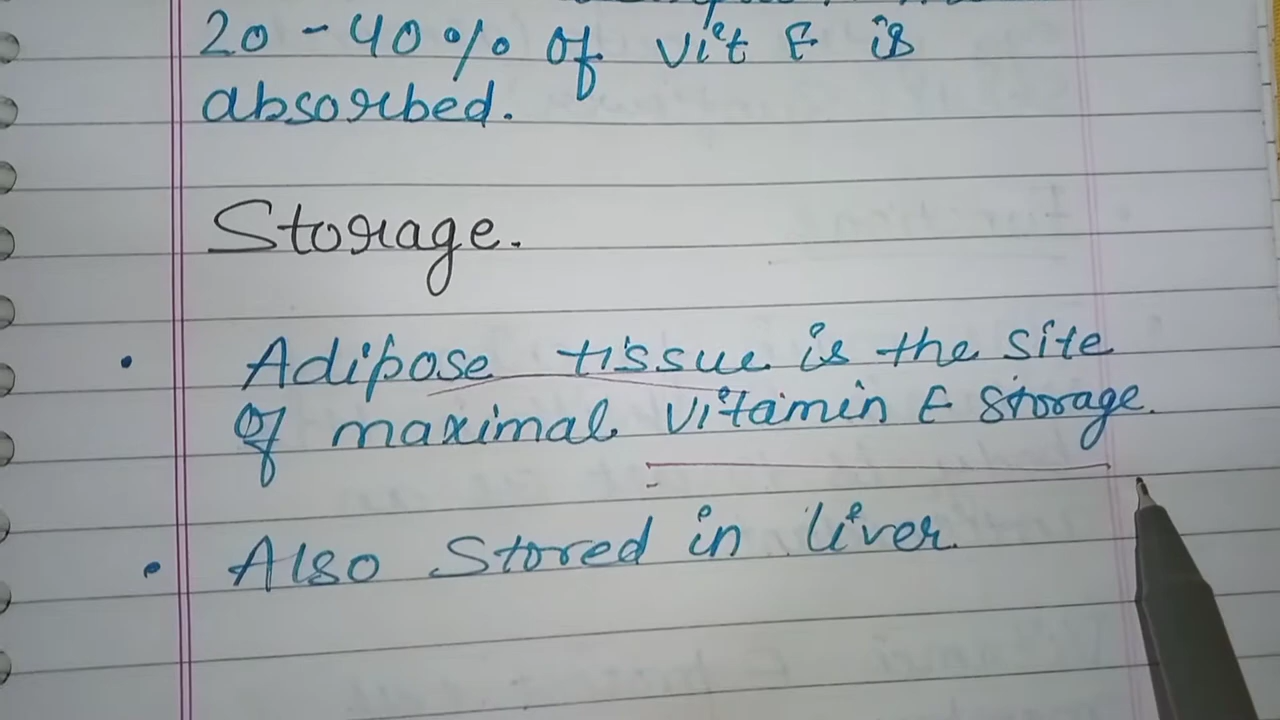 20 - 40% of vit E is
absorbed.
Storage.
• Adipose tissue is the site
of maximal vitamin E storage.
• Also Stored in liver.